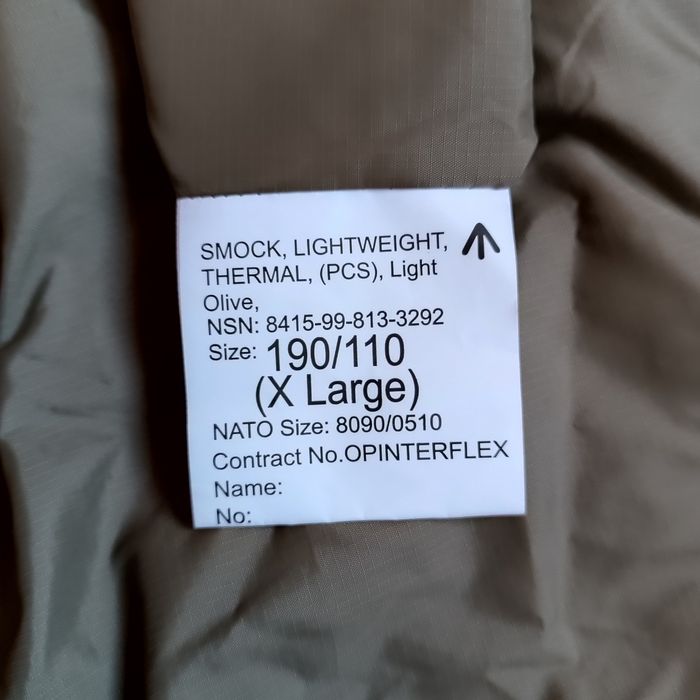 SMOCK, LIGHTWEIGHT,
THERMAL, (PCS), Light
Olive,
NSN: 8415-99-813-3292
Size: 190/110
(X Large)
NATO Size: 8090/0510
Contract No.OPINTERFLEX
Name:
No: